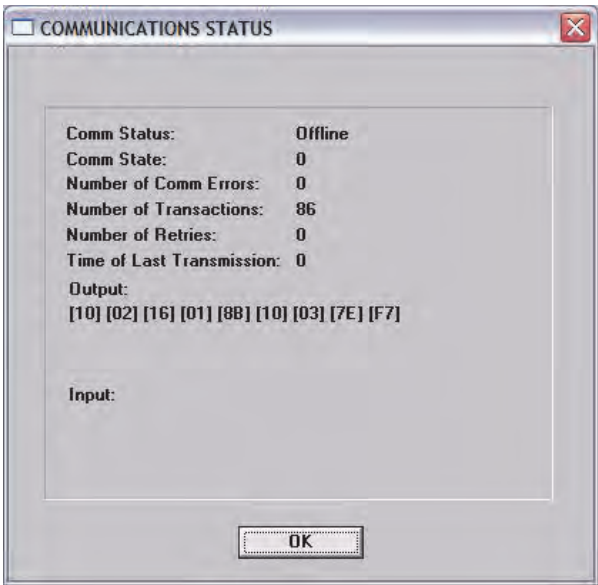 COMMUNICATIONS STATUS
Comm Status: Offline
Comm State: 0
Number of Comm Errors: 0
Number of Transactions: 86
Number of Retries: 0
Time of Last Transmission: 0
Output:
[10] [02] [16] [01] [8B] [10] [03] [7E] [F7]
Input:
OK